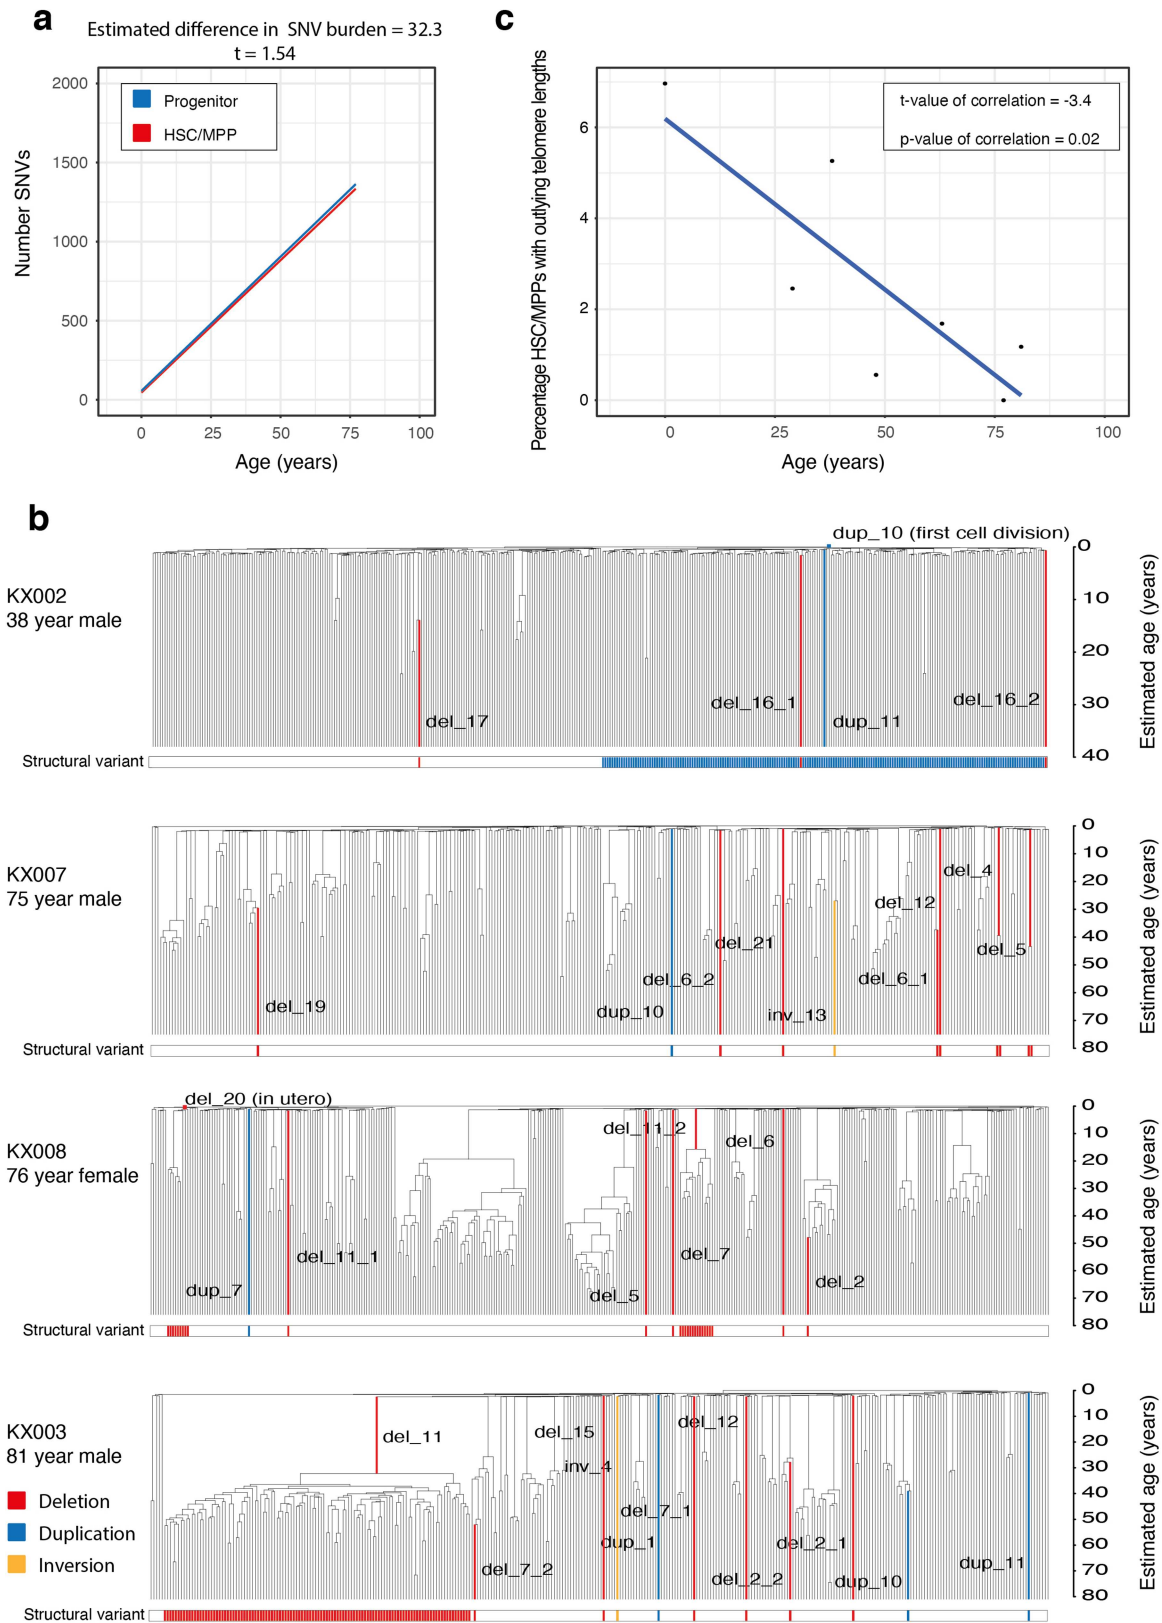 a
Estimated difference in SNV burden = 32.3
t = 1.54
Number SNVs
2000
1500
1000
500
0
Progenitor
HSC/MPP
0 25 50 75 100
Age (years)
c
Percentage HSC/MPPs with outlying telomere lengths
6
4
2
0
t-value of correlation = -3.4
p-value of correlation = 0.02
0 25 50 75 100
Age (years)
b
dup_10 (first cell division)
KX002
38 year male
del_17
del_16_1
dup_11
del_16_2
0
10
20
30
40
Estimated age (years)
Structural variant
KX007
75 year male
del_19
dup_10
del_6_2
del_21
inv_13
del_6_1
del_12
del_4
del_5
0
10
20
30
40
50
60
70
80
Estimated age (years)
Structural variant
del_20 (in utero)
KX008
76 year female
dup_7
del_11_1
del_5
del_11_2
del_7
del_6
del_2
0
10
20
30
40
50
60
70
80
Estimated age (years)
Structural variant
KX003
81 year male
del_11
del_7_2
del_15
inv_4
dup_1
del_7_1
del_12
del_2_2
del_2_1
dup_10
dup_11
0
10
20
30
40
50
60
70
80
Estimated age (years)
Deletion
Duplication
Inversion
Structural variant